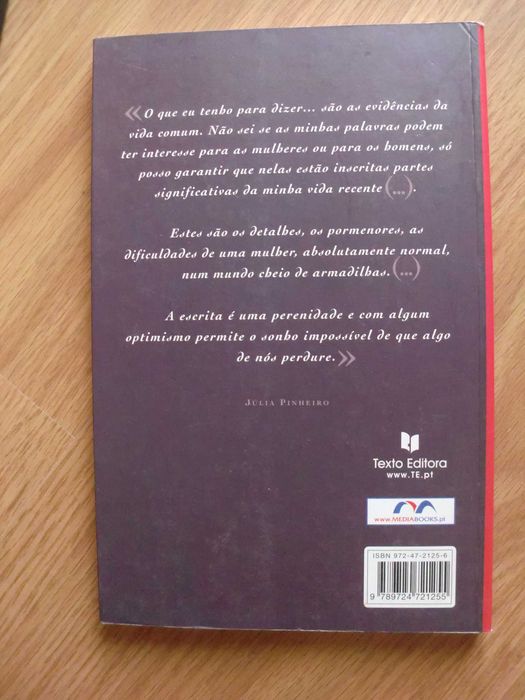 «O que eu tenho para dizer... são as evidências da
vida comum. Não sei se as minhas palavras podem
ter interesse para as mulheres ou para os homens, só
posso garantir que nelas estão inscritas partes
significativas da minha vida recente (...).
Estes são os detalhes, os pormenores, as
dificuldades de uma mulher, absolutamente normal,
num mundo cheio de armadilhas. (...)
A escrita é uma perenidade e com algum
optimismo permite o sonho impossível de que algo
de nós perdure.»
JÚLIA PINHEIRO
Texto Editora
www.TE.pt
www.MEDIABOOKS.pt
ISBN 972-47-2125-6
9 789724 721255